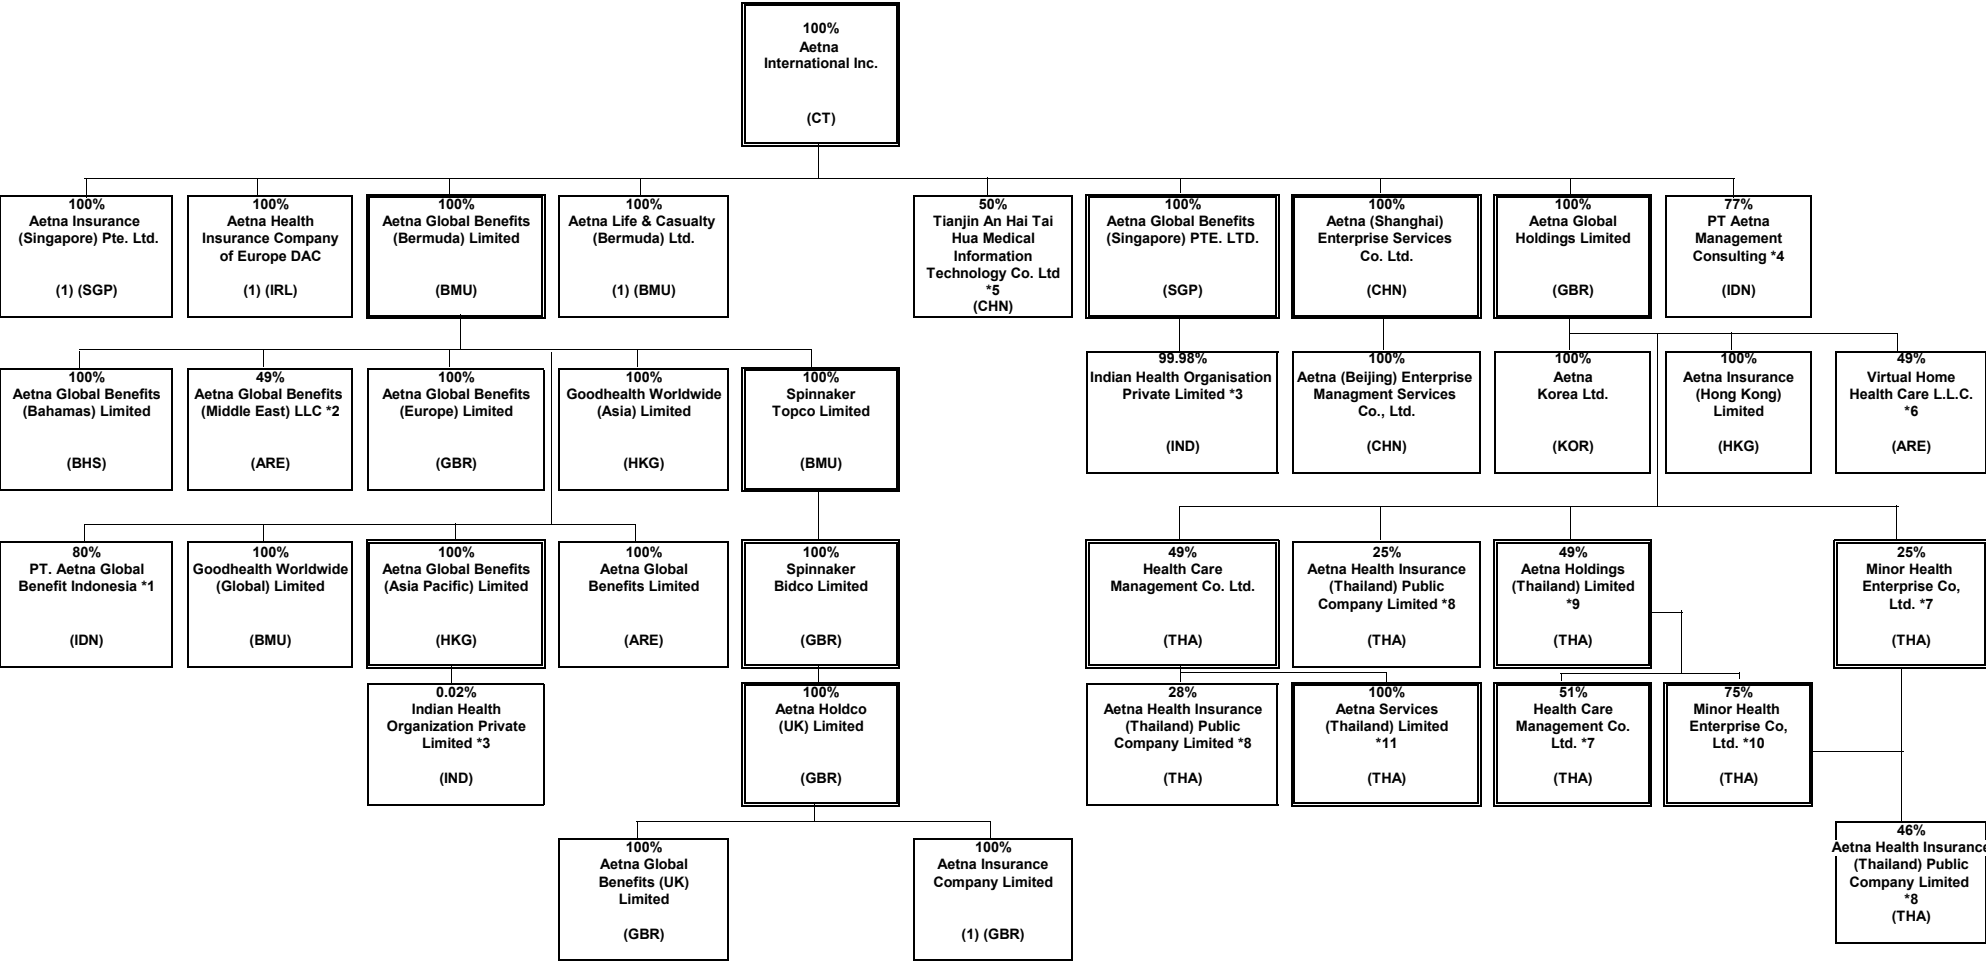 100%
Aetna
International Inc.
(CT)
100%
Aetna Insurance
(Singapore) Pte. Ltd.
(1) (SGP)
100%
Aetna Health
Insurance Company
of Europe DAC
(1) (IRL)
100%
Aetna Global Benefits
(Bermuda) Limited
(BMU)
100%
Aetna Life & Casualty
(Bermuda) Ltd.
(1) (BMU)
50%
Tianjin An Hai Tai
Hua Medical
Information
Technology Co. Ltd
*5
(CHN)
100%
Aetna Global Benefits
(Singapore) PTE. LTD.
(SGP)
100%
Aetna (Shanghai)
Enterprise Services
Co. Ltd.
(CHN)
100%
Aetna Global
Holdings Limited
(GBR)
77%
PT Aetna
Management
Consulting *4
(IDN)
100%
Aetna Global Benefits
(Bahamas) Limited
(BHS)
49%
Aetna Global Benefits
(Middle East) LLC *2
(ARE)
100%
Aetna Global Benefits
(Europe) Limited
(GBR)
100%
Goodhealth Worldwide
(Asia) Limited
(HKG)
100%
Spinnaker
Topco Limited
(BMU)
99.98%
Indian Health Organisation
Private Limited *3
(IND)
100%
Aetna (Beijing) Enterprise
Managment Services
Co., Ltd.
(CHN)
100%
Aetna
Korea Ltd.
(KOR)
100%
Aetna Insurance
(Hong Kong)
Limited
(HKG)
49%
Virtual Home
Health Care L.L.C.
*6
(ARE)
80%
PT. Aetna Global
Benefit Indonesia *1
(IDN)
100%
Goodhealth Worldwide
(Global) Limited
(BMU)
100%
Aetna Global Benefits
(Asia Pacific) Limited
(HKG)
100%
Aetna Global
Benefits Limited
(ARE)
100%
Spinnaker
Bidco Limited
(GBR)
49%
Health Care
Management Co. Ltd.
(THA)
25%
Aetna Health Insurance
(Thailand) Public
Company Limited *8
(THA)
49%
Aetna Holdings
(Thailand) Limited
*9
(THA)
25%
Minor Health
Enterprise Co,
Ltd. *7
(THA)
0.02%
Indian Health
Organization Private
Limited *3
(IND)
100%
Aetna Holdco
(UK) Limited
(GBR)
28%
Aetna Health Insurance
(Thailand) Public
Company Limited *8
(THA)
100%
Aetna Services
(Thailand) Limited
*11
(THA)
51%
Health Care
Management Co.
Ltd. *7
(THA)
75%
Minor Health
Enterprise Co,
Ltd. *10
(THA)
100%
Aetna Global
Benefits (UK)
Limited
(GBR)
100%
Aetna Insurance
Company Limited
(1) (GBR)
46%
Aetna Health Insurance
(Thailand) Public
Company Limited
*8
(THA)